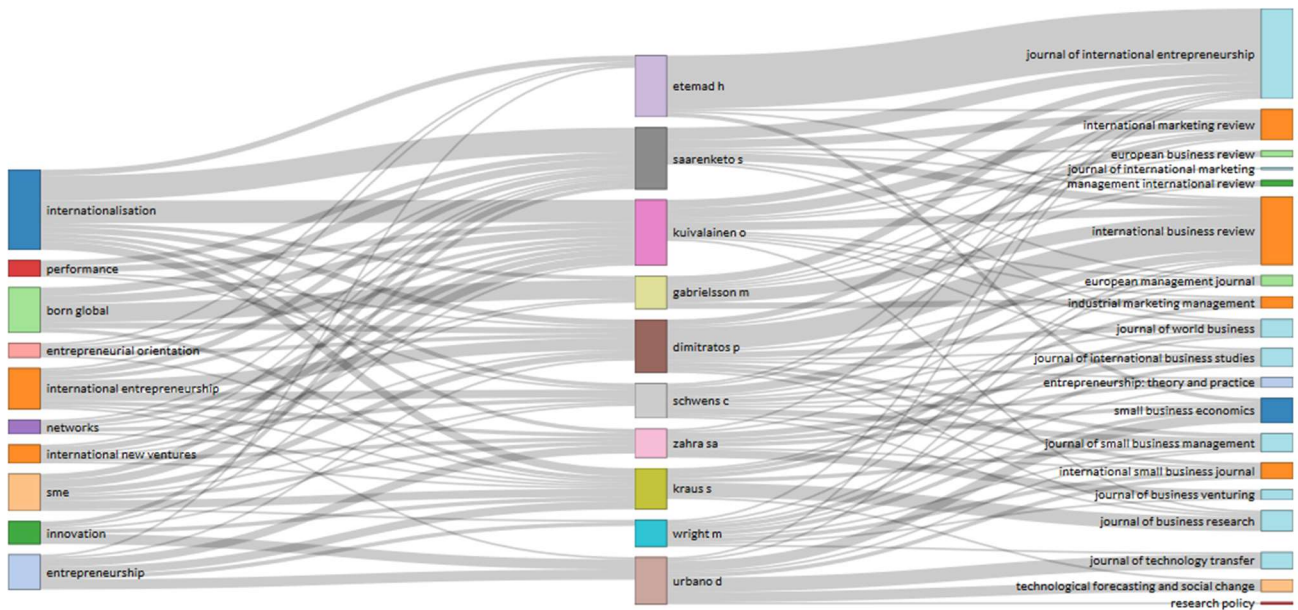 internationalisation
performance
born global
entrepreneurial orientation
international entrepreneurship
networks
international new ventures
sme
innovation
entrepreneurship
etemad h
saarenketo s
kuivalainen o
gabrielsson m
dimitratos p
schwens c
zahra sa
kraus s
wright m
urbano d
journal of international entrepreneurship
international marketing review
european business review
journal of international marketing
management international review
international business review
european management journal
industrial marketing management
journal of world business
journal of international business studies
entrepreneurship: theory and practice
small business economics
journal of small business management
international small business journal
journal of business venturing
journal of business research
journal of technology transfer
technological forecasting and social change
research policy